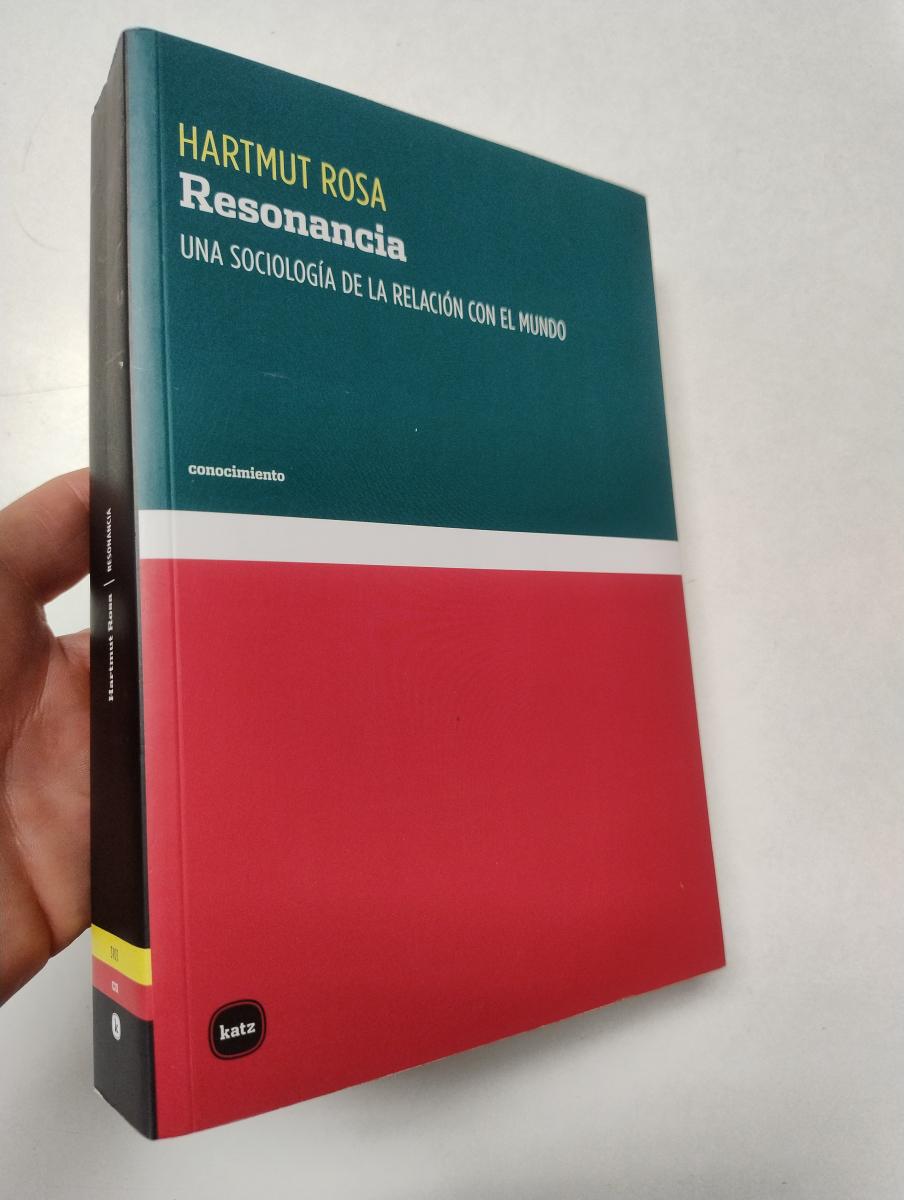 HARTMUT ROSA
Resonancia
UNA SOCIOLOGÍA DE LA RELACIÓN CON EL MUNDO
conocimiento
katz
Hartmut Rosa | RESONANCIA
k